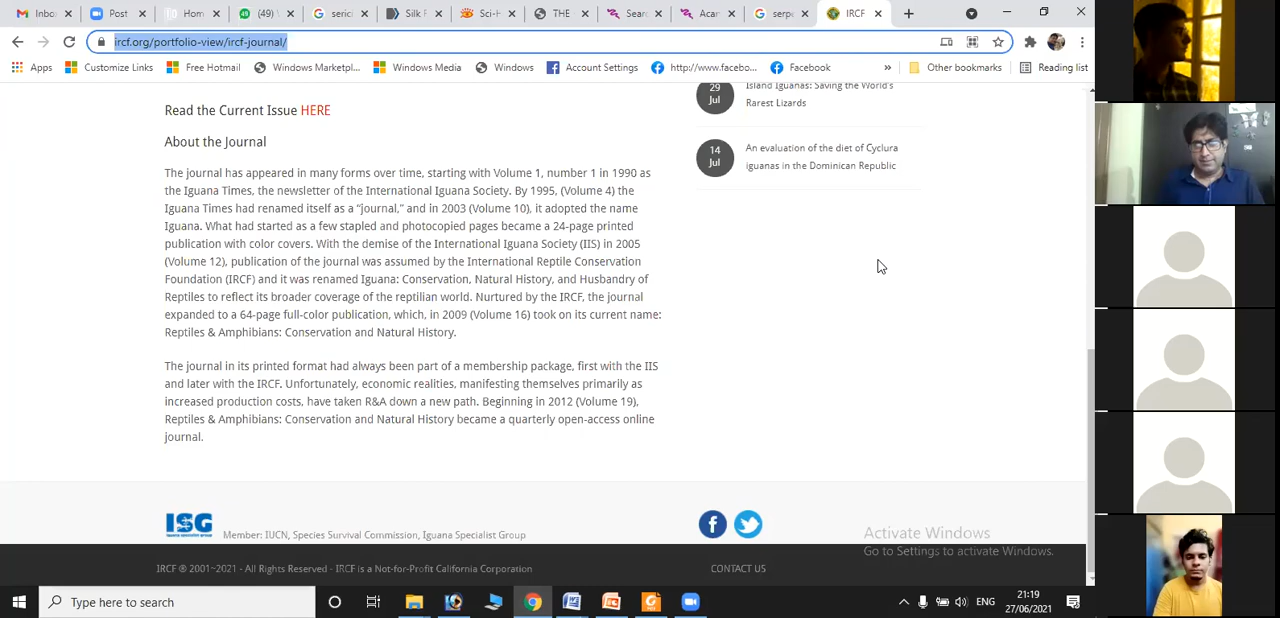 Inbo
Post
Hom
(49)
serici
Silk F
Sci-H
THE
Searc
Acar
serpe
IRCF
ircf.org/portfolio-view/ircf-journal/
Apps
Customize Links
Free Hotmail
Windows Marketpl...
Windows Media
Windows
Account Settings
http://www.facebo...
Facebook
»
Other bookmarks
Reading list
Read the Current Issue HERE
About the Journal
The journal has appeared in many forms over time, starting with Volume 1, number 1 in 1990 as
the Iguana Times, the newsletter of the International Iguana Society. By 1995, (Volume 4) the
Iguana Times had renamed itself as a “journal,” and in 2003 (Volume 10), it adopted the name
Iguana. What had started as a few stapled and photocopied pages became a 24-page printed
publication with color covers. With the demise of the International Iguana Society (IIS) in 2005
(Volume 12), publication of the journal was assumed by the International Reptile Conservation
Foundation (IRCF) and it was renamed Iguana: Conservation, Natural History, and Husbandry of
Reptiles to reflect its broader coverage of the reptilian world. Nurtured by the IRCF, the journal
expanded to a 64-page full-color publication, which, in 2009 (Volume 16) took on its current name:
Reptiles & Amphibians: Conservation and Natural History.
The journal in its printed format had always been part of a membership package, first with the IIS
and later with the IRCF. Unfortunately, economic realities, manifesting themselves primarily as
increased production costs, have taken R&A down a new path. Beginning in 2012 (Volume 19),
Reptiles & Amphibians: Conservation and Natural History became a quarterly open-access online
journal.
29
Jul
Island Iguanas: Saving the World's
Rarest Lizards
14
Jul
An evaluation of the diet of Cyclura
iguanas in the Dominican Republic
ISG
iguana specialist group
Member: IUCN, Species Survival Commission, Iguana Specialist Group
Activate Windows
Go to Settings to activate Windows.
IRCF ® 2001~2021 - All Rights Reserved - IRCF is a Not-for-Profit California Corporation
CONTACT US
Type here to search
ENG
21:19
27/06/2021